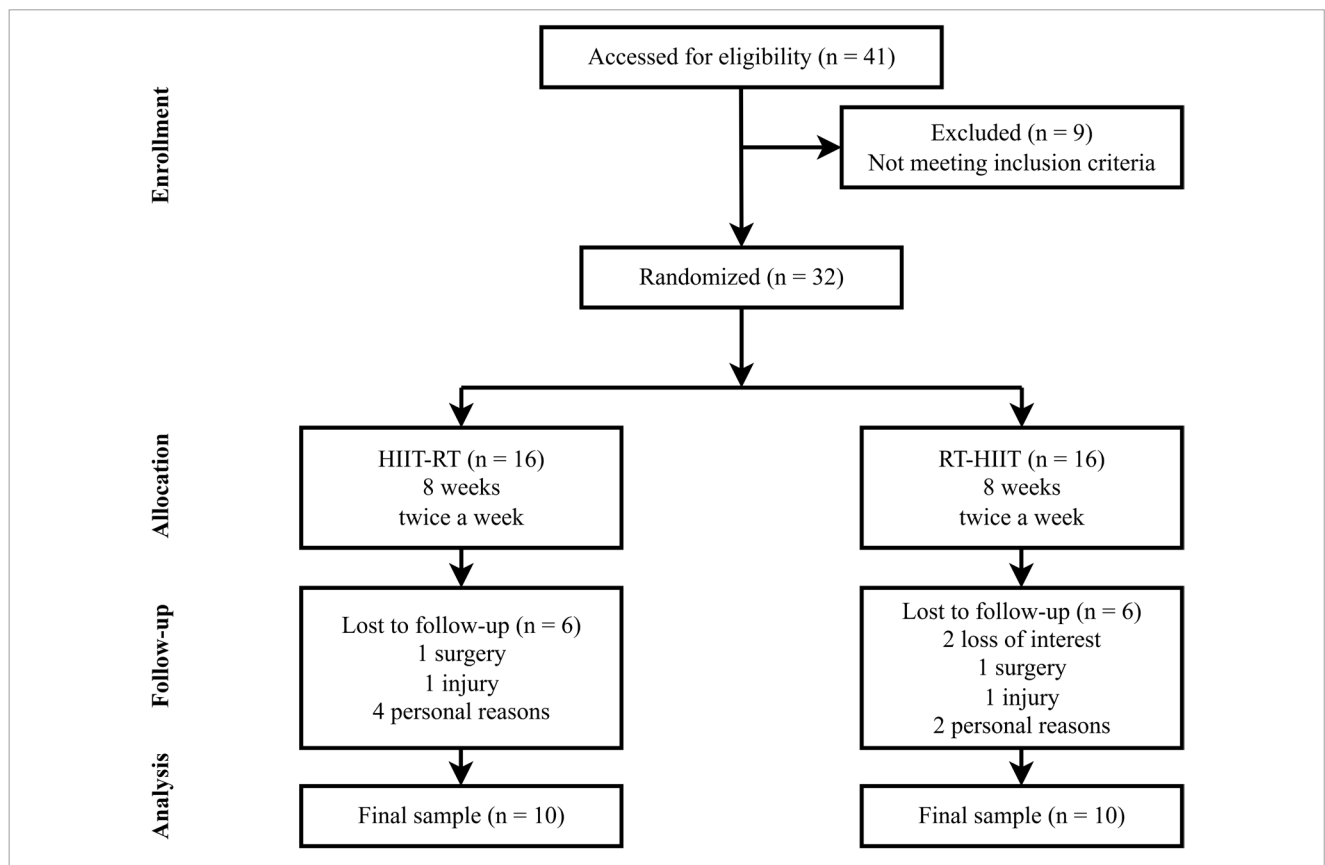 Accessed for eligibility (n = 41)
Enrollment
Excluded (n = 9)
Not meeting inclusion criteria
Randomized (n = 32)
Allocation
HIIT-RT (n = 16)
8 weeks
twice a week
RT-HIIT (n = 16)
8 weeks
twice a week
Follow-up
Lost to follow-up (n = 6)
1 surgery
1 injury
4 personal reasons
Lost to follow-up (n = 6)
2 loss of interest
1 surgery
1 injury
2 personal reasons
Analysis
Final sample (n = 10)
Final sample (n = 10)